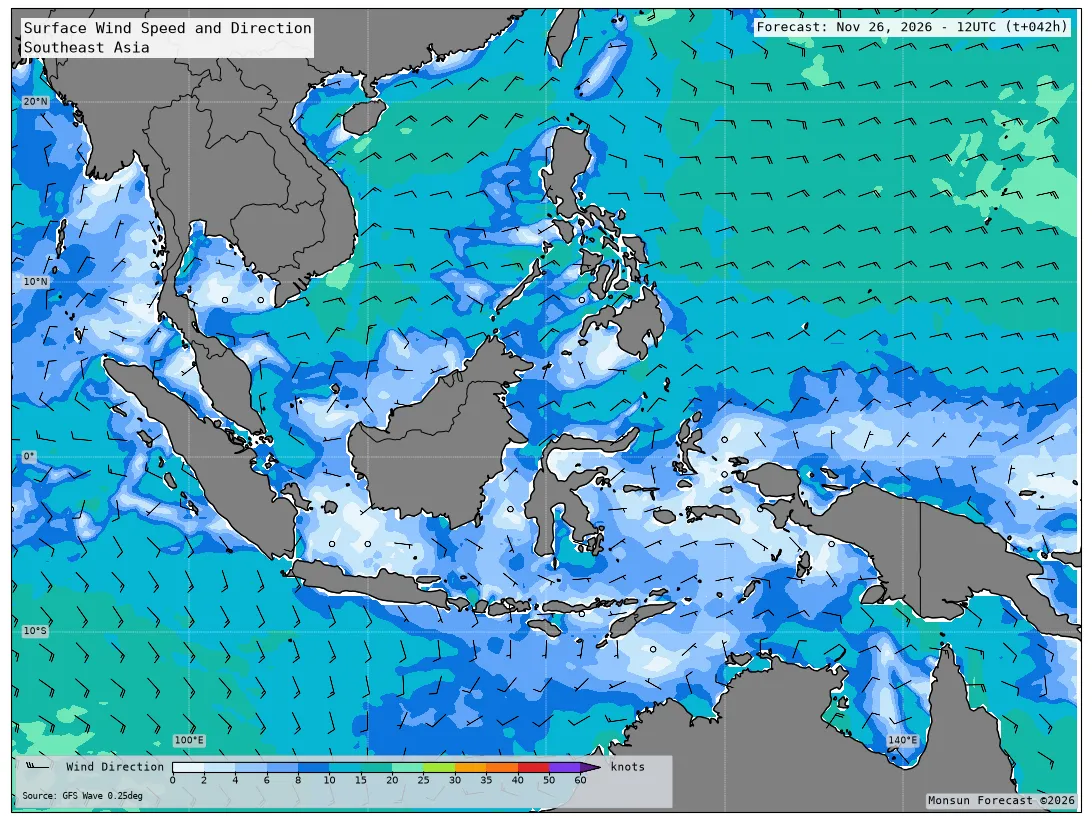 Surface Wind Speed and Direction
Southeast Asia
Forecast: Nov 26, 2026 - 12UTC (t+042h)
20°N
10°N
0°
10°S
100°E
140°E
Wind Direction
knots
0 2 4 6 8 10 15 20 25 30 35 40 50 60
Source: GFS Wave 0.25deg
Monsun Forecast ©2026